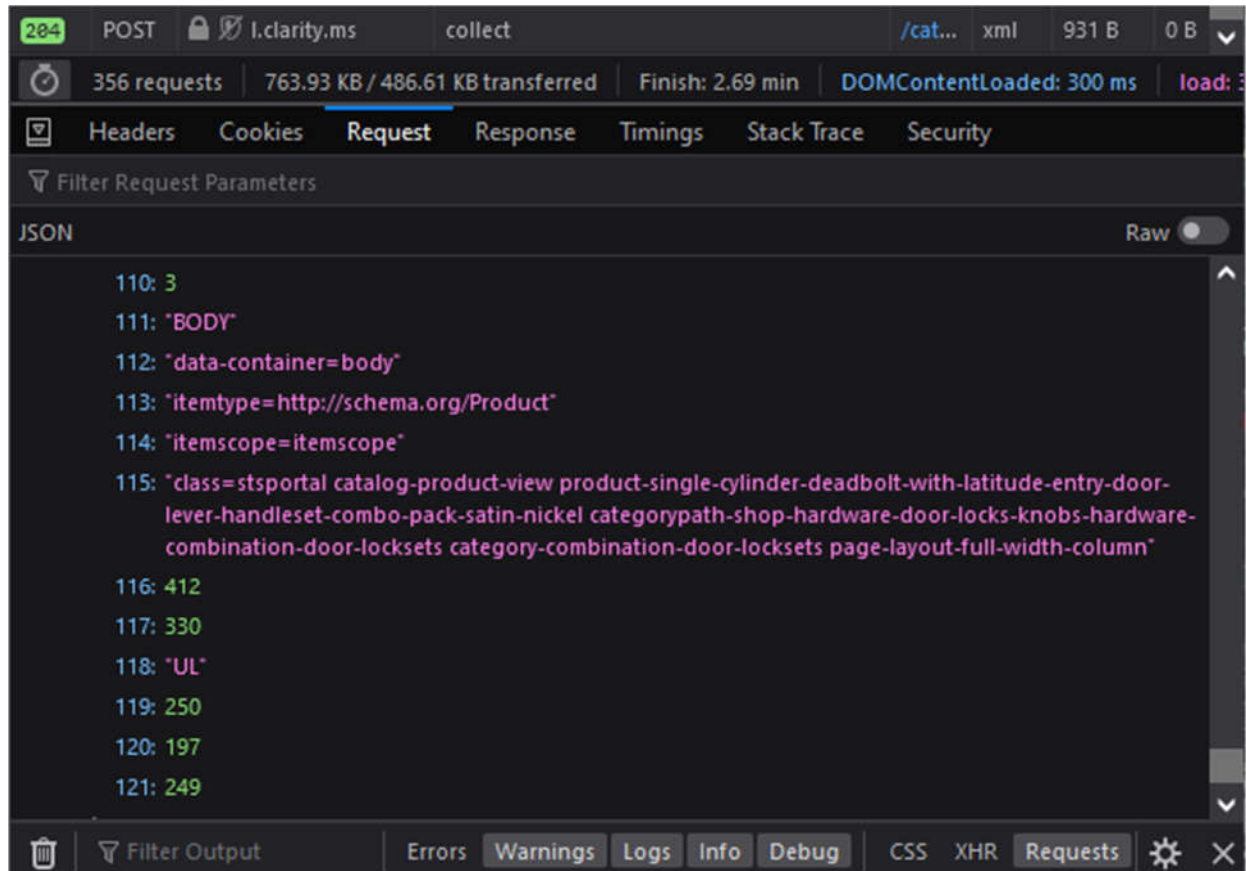 204 POST l.clarity.ms collect /cat... xml 931 B 0 B
356 requests 763.93 KB / 486.61 KB transferred Finish: 2.69 min DOMContentLoaded: 300 ms load:
Headers Cookies Request Response Timings Stack Trace Security
Filter Request Parameters
JSON Raw
110: 3
111: "BODY"
112: "data-container=body"
113: "itemtype=http://schema.org/Product"
114: "itemscope=itemscope"
115: "class=stsportal catalog-product-view product-single-cylinder-deadbolt-with-latitude-entry-door-
lever-handleset-combo-pack-satin-nickel categorypath-shop-hardware-door-locks-knobs-hardware-
combination-door-locksets category-combination-door-locksets page-layout-full-width-column"
116: 412
117: 330
118: "UL"
119: 250
120: 197
121: 249
Filter Output Errors Warnings Logs Info Debug CSS XHR Requests